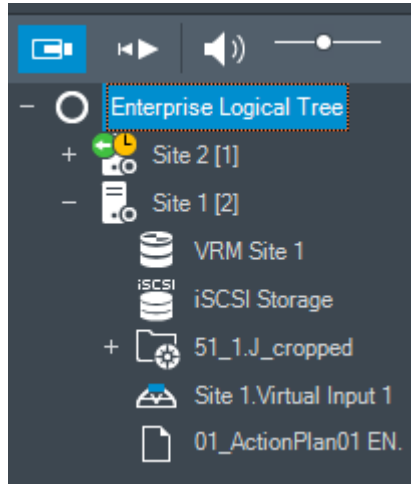 Enterprise Logical Tree
Site 2 [1]
Site 1 [2]
VRM Site 1
iSCSI
iSCSI Storage
51_1.J_cropped
Site 1.Virtual Input 1
01_ActionPlan01 EN.